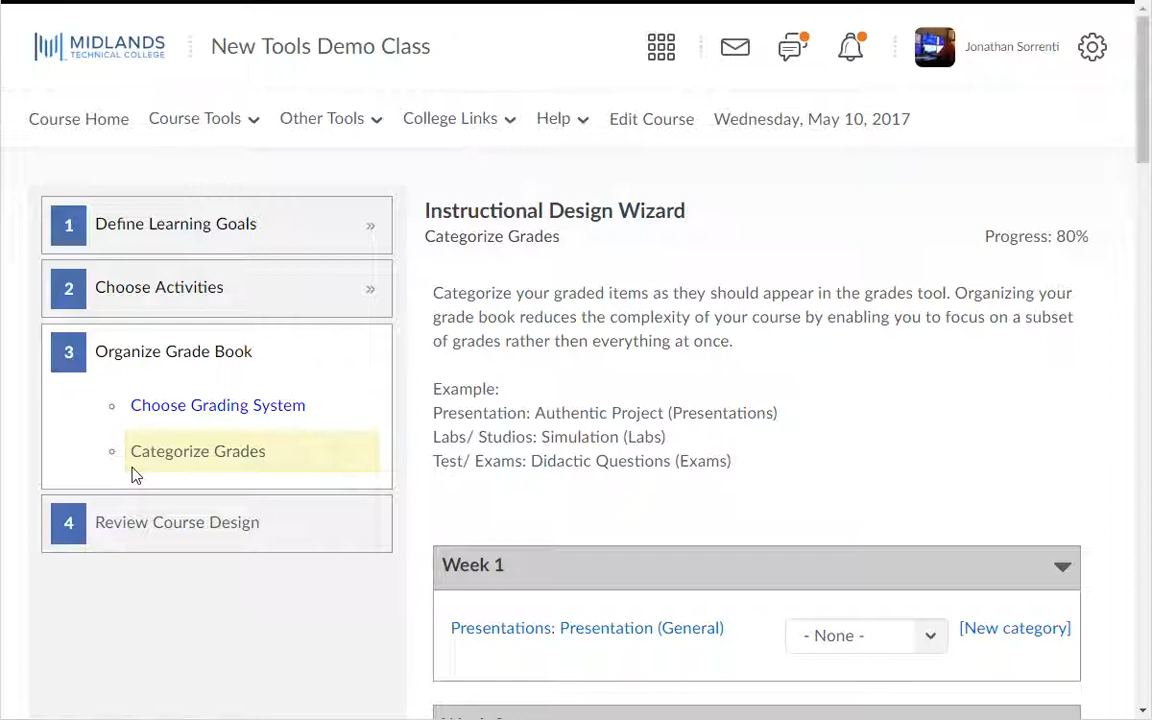 MIDLANDS
TECHNICAL COLLEGE
New Tools Demo Class
Jonathan Sorrenti
Course Home
Course Tools
Other Tools
College Links
Help
Edit Course
Wednesday, May 10, 2017
1 Define Learning Goals »
2 Choose Activities »
3 Organize Grade Book
Choose Grading System
Categorize Grades
4 Review Course Design
Instructional Design Wizard
Categorize Grades
Progress: 80%
Categorize your graded items as they should appear in the grades tool. Organizing your
grade book reduces the complexity of your course by enabling you to focus on a subset
of grades rather then everything at once.
Example:
Presentation: Authentic Project (Presentations)
Labs/ Studios: Simulation (Labs)
Test/ Exams: Didactic Questions (Exams)
Week 1
Presentations: Presentation (General)
- None -
[New category]